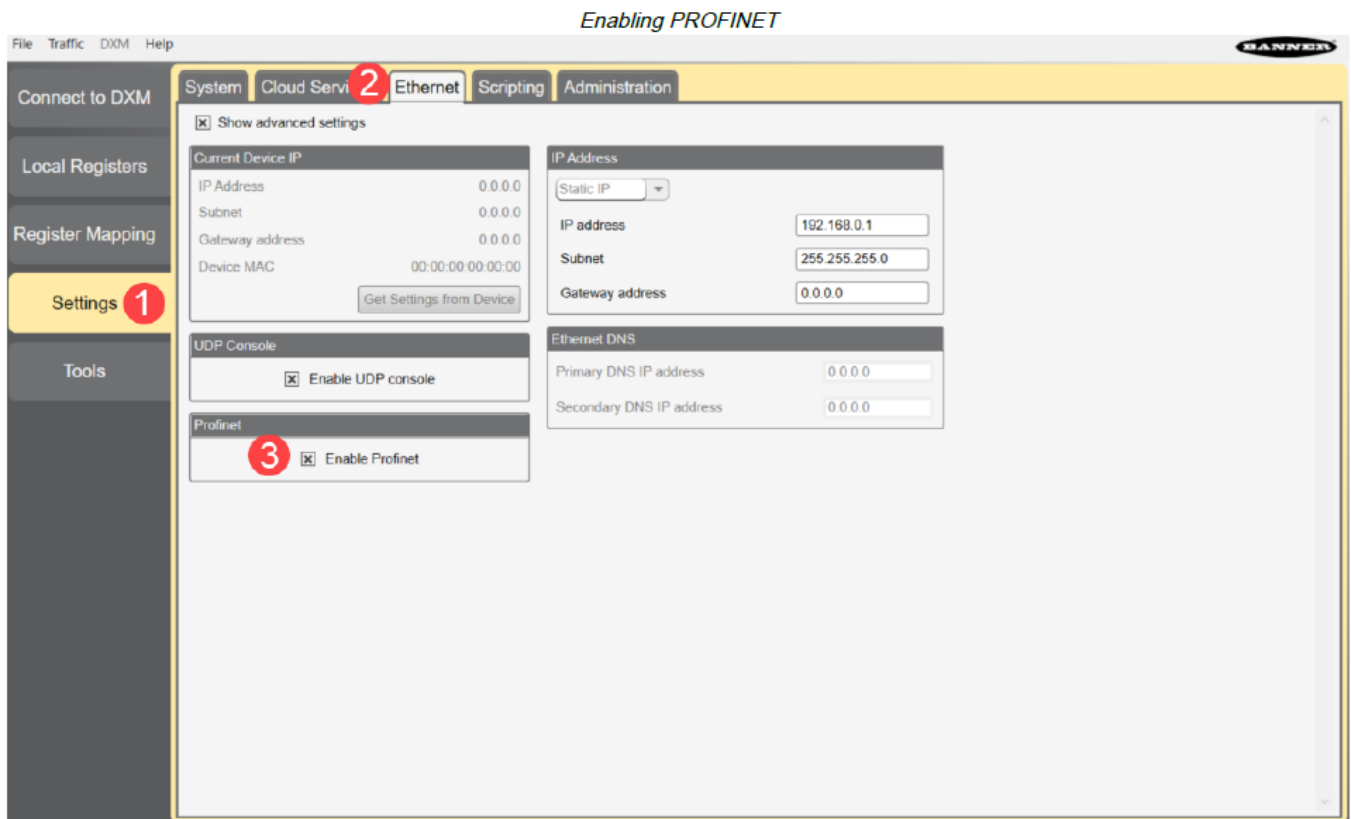 Enabling PROFINET
File Traffic DXM Help
BANNER
Connect to DXM
Local Registers
Register Mapping
Settings 1
Tools
System Cloud Servi 2 Ethernet Scripting Administration
Show advanced settings
Current Device IP
IP Address 0.0.0.0
Subnet 0.0.0.0
Gateway address 0.0.0.0
Device MAC 00:00:00:00:00:00
Get Settings from Device
UDP Console
Enable UDP console
Profinet
3 Enable Profinet
IP Address
Static IP
IP address 192.168.0.1
Subnet 255.255.255.0
Gateway address 0.0.0.0
Ethernet DNS
Primary DNS IP address 0.0.0.0
Secondary DNS IP address 0.0.0.0